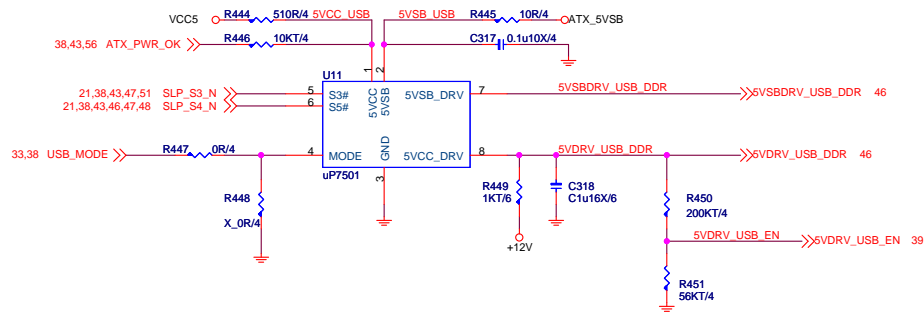 VCC5 R444 510R/4 5VCC_USB 5VSB_USB R445 10R/4 ATX_5VSB
38,43,56 ATX_PWR_OK R446 10KT/4 C317 0.1u10X/4
U11
1 2
21,38,43,47,51 SLP_S3_N 5 S3# 5VCC 5VSB 5VSB_DRV 7 5VSBDRV_USB_DDR 5VSBDRV_USB_DDR 46
21,38,43,46,47,48 SLP_S4_N 6 S5#
33,38 USB_MODE R447 0R/4 4 MODE GND 5VCC_DRV 8 5VDRV_USB_DDR 5VDRV_USB_DDR 46
uP7501
3
R448
X_0R/4
R449
1KT/6
C318
C1u16X/6
R450
200KT/4
+12V
5VDRV_USB_EN 5VDRV_USB_EN 39
R451
56KT/4